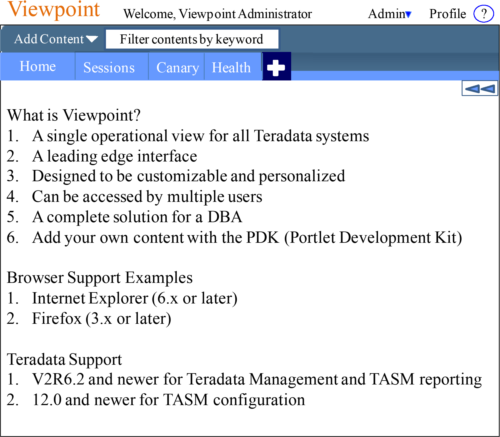 Viewpoint
Welcome, Viewpoint Administrator
Admin
Profile
?
Add Content
Filter contents by keyword
Home
Sessions
Canary
Health
What is Viewpoint?
1. A single operational view for all Teradata systems
2. A leading edge interface
3. Designed to be customizable and personalized
4. Can be accessed by multiple users
5. A complete solution for a DBA
6. Add your own content with the PDK (Portlet Development Kit)
Browser Support Examples
1. Internet Explorer (6.x or later)
2. Firefox (3.x or later)
Teradata Support
1. V2R6.2 and newer for Teradata Management and TASM reporting
2. 12.0 and newer for TASM configuration